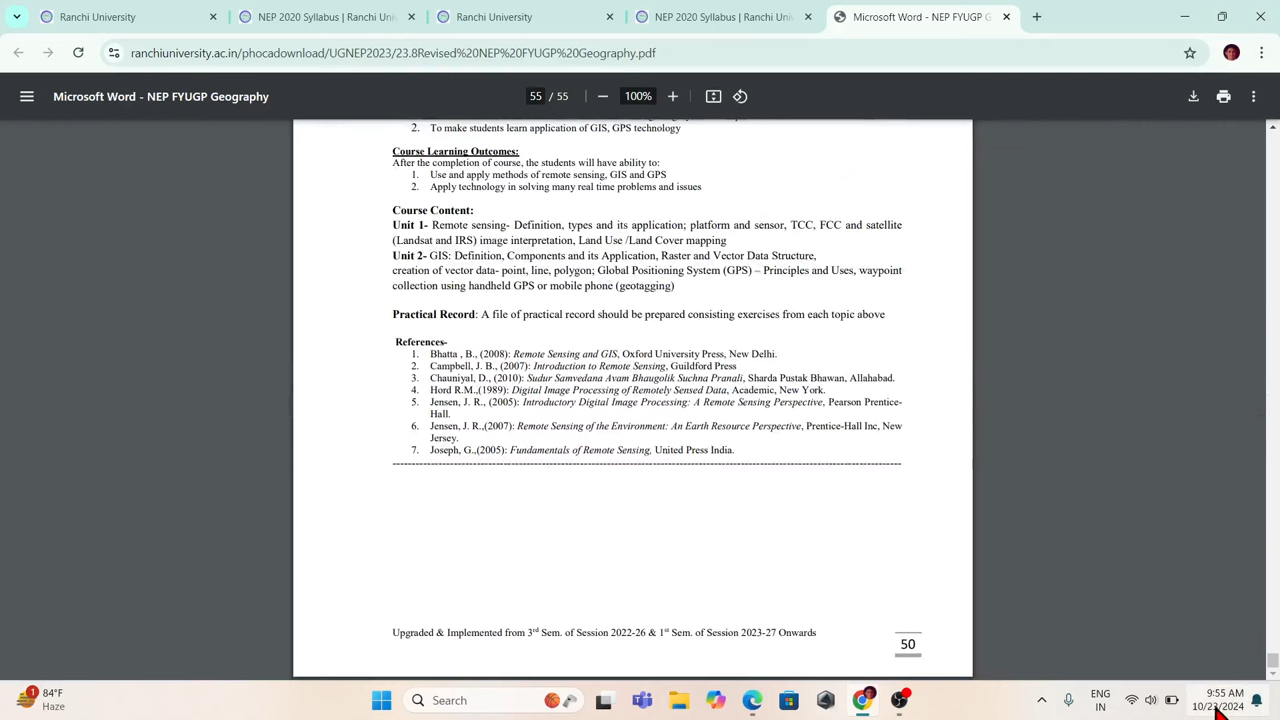 Ranchi University
NEP 2020 Syllabus | Ranchi Uni
Ranchi University
NEP 2020 Syllabus | Ranchi Uni
Microsoft Word - NEP FYUGP G
ranchiuniversity.ac.in/phocadownload/UGNEP2023/23.8Revised%20NEP%20FYUGP%20Geography.pdf
Microsoft Word - NEP FYUGP Geography
55 / 55
100%
2. To make students learn application of GIS, GPS technology
Course Learning Outcomes:
After the completion of course, the students will have ability to:
1. Use and apply methods of remote sensing, GIS and GPS
2. Apply technology in solving many real time problems and issues
Course Content:
Unit 1- Remote sensing- Definition, types and its application; platform and sensor, TCC, FCC and satellite
(Landsat and IRS) image interpretation, Land Use /Land Cover mapping
Unit 2- GIS: Definition, Components and its Application, Raster and Vector Data Structure,
creation of vector data- point, line, polygon; Global Positioning System (GPS) – Principles and Uses, waypoint
collection using handheld GPS or mobile phone (geotagging)
Practical Record: A file of practical record should be prepared consisting exercises from each topic above
References-
1. Bhatta , B., (2008): Remote Sensing and GIS, Oxford University Press, New Delhi.
2. Campbell, J. B., (2007): Introduction to Remote Sensing, Guildford Press
3. Chauniyal, D., (2010): Sudur Samvedana Avam Bhaugolik Suchna Pranali, Sharda Pustak Bhawan, Allahabad.
4. Hord R.M.,(1989): Digital Image Processing of Remotely Sensed Data, Academic, New York.
5. Jensen, J. R., (2005): Introductory Digital Image Processing: A Remote Sensing Perspective, Pearson Prentice-
Hall.
6. Jensen, J. R.,(2007): Remote Sensing of the Environment: An Earth Resource Perspective, Prentice-Hall Inc, New
Jersey.
7. Joseph, G.,(2005): Fundamentals of Remote Sensing, United Press India.
Upgraded & Implemented from 3rd Sem. of Session 2022-26 & 1st Sem. of Session 2023-27 Onwards
50
1
84°F
Haze
Search
ENG
IN
9:55 AM
10/23/2024